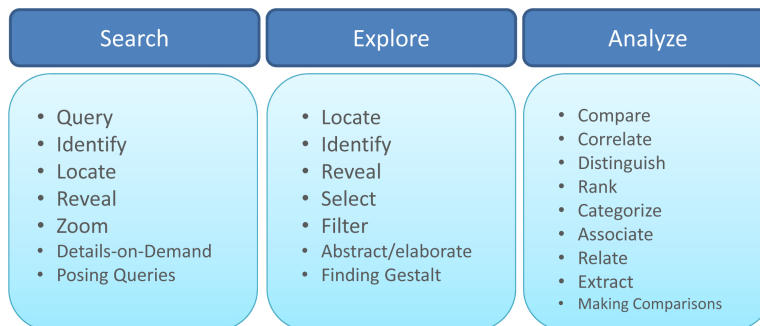 Search
• Query
• Identify
• Locate
• Reveal
• Zoom
• Details-on-Demand
• Posing Queries
Explore
• Locate
• Identify
• Reveal
• Select
• Filter
• Abstract/elaborate
• Finding Gestalt
Analyze
• Compare
• Correlate
• Distinguish
• Rank
• Categorize
• Associate
• Relate
• Extract
• Making Comparisons